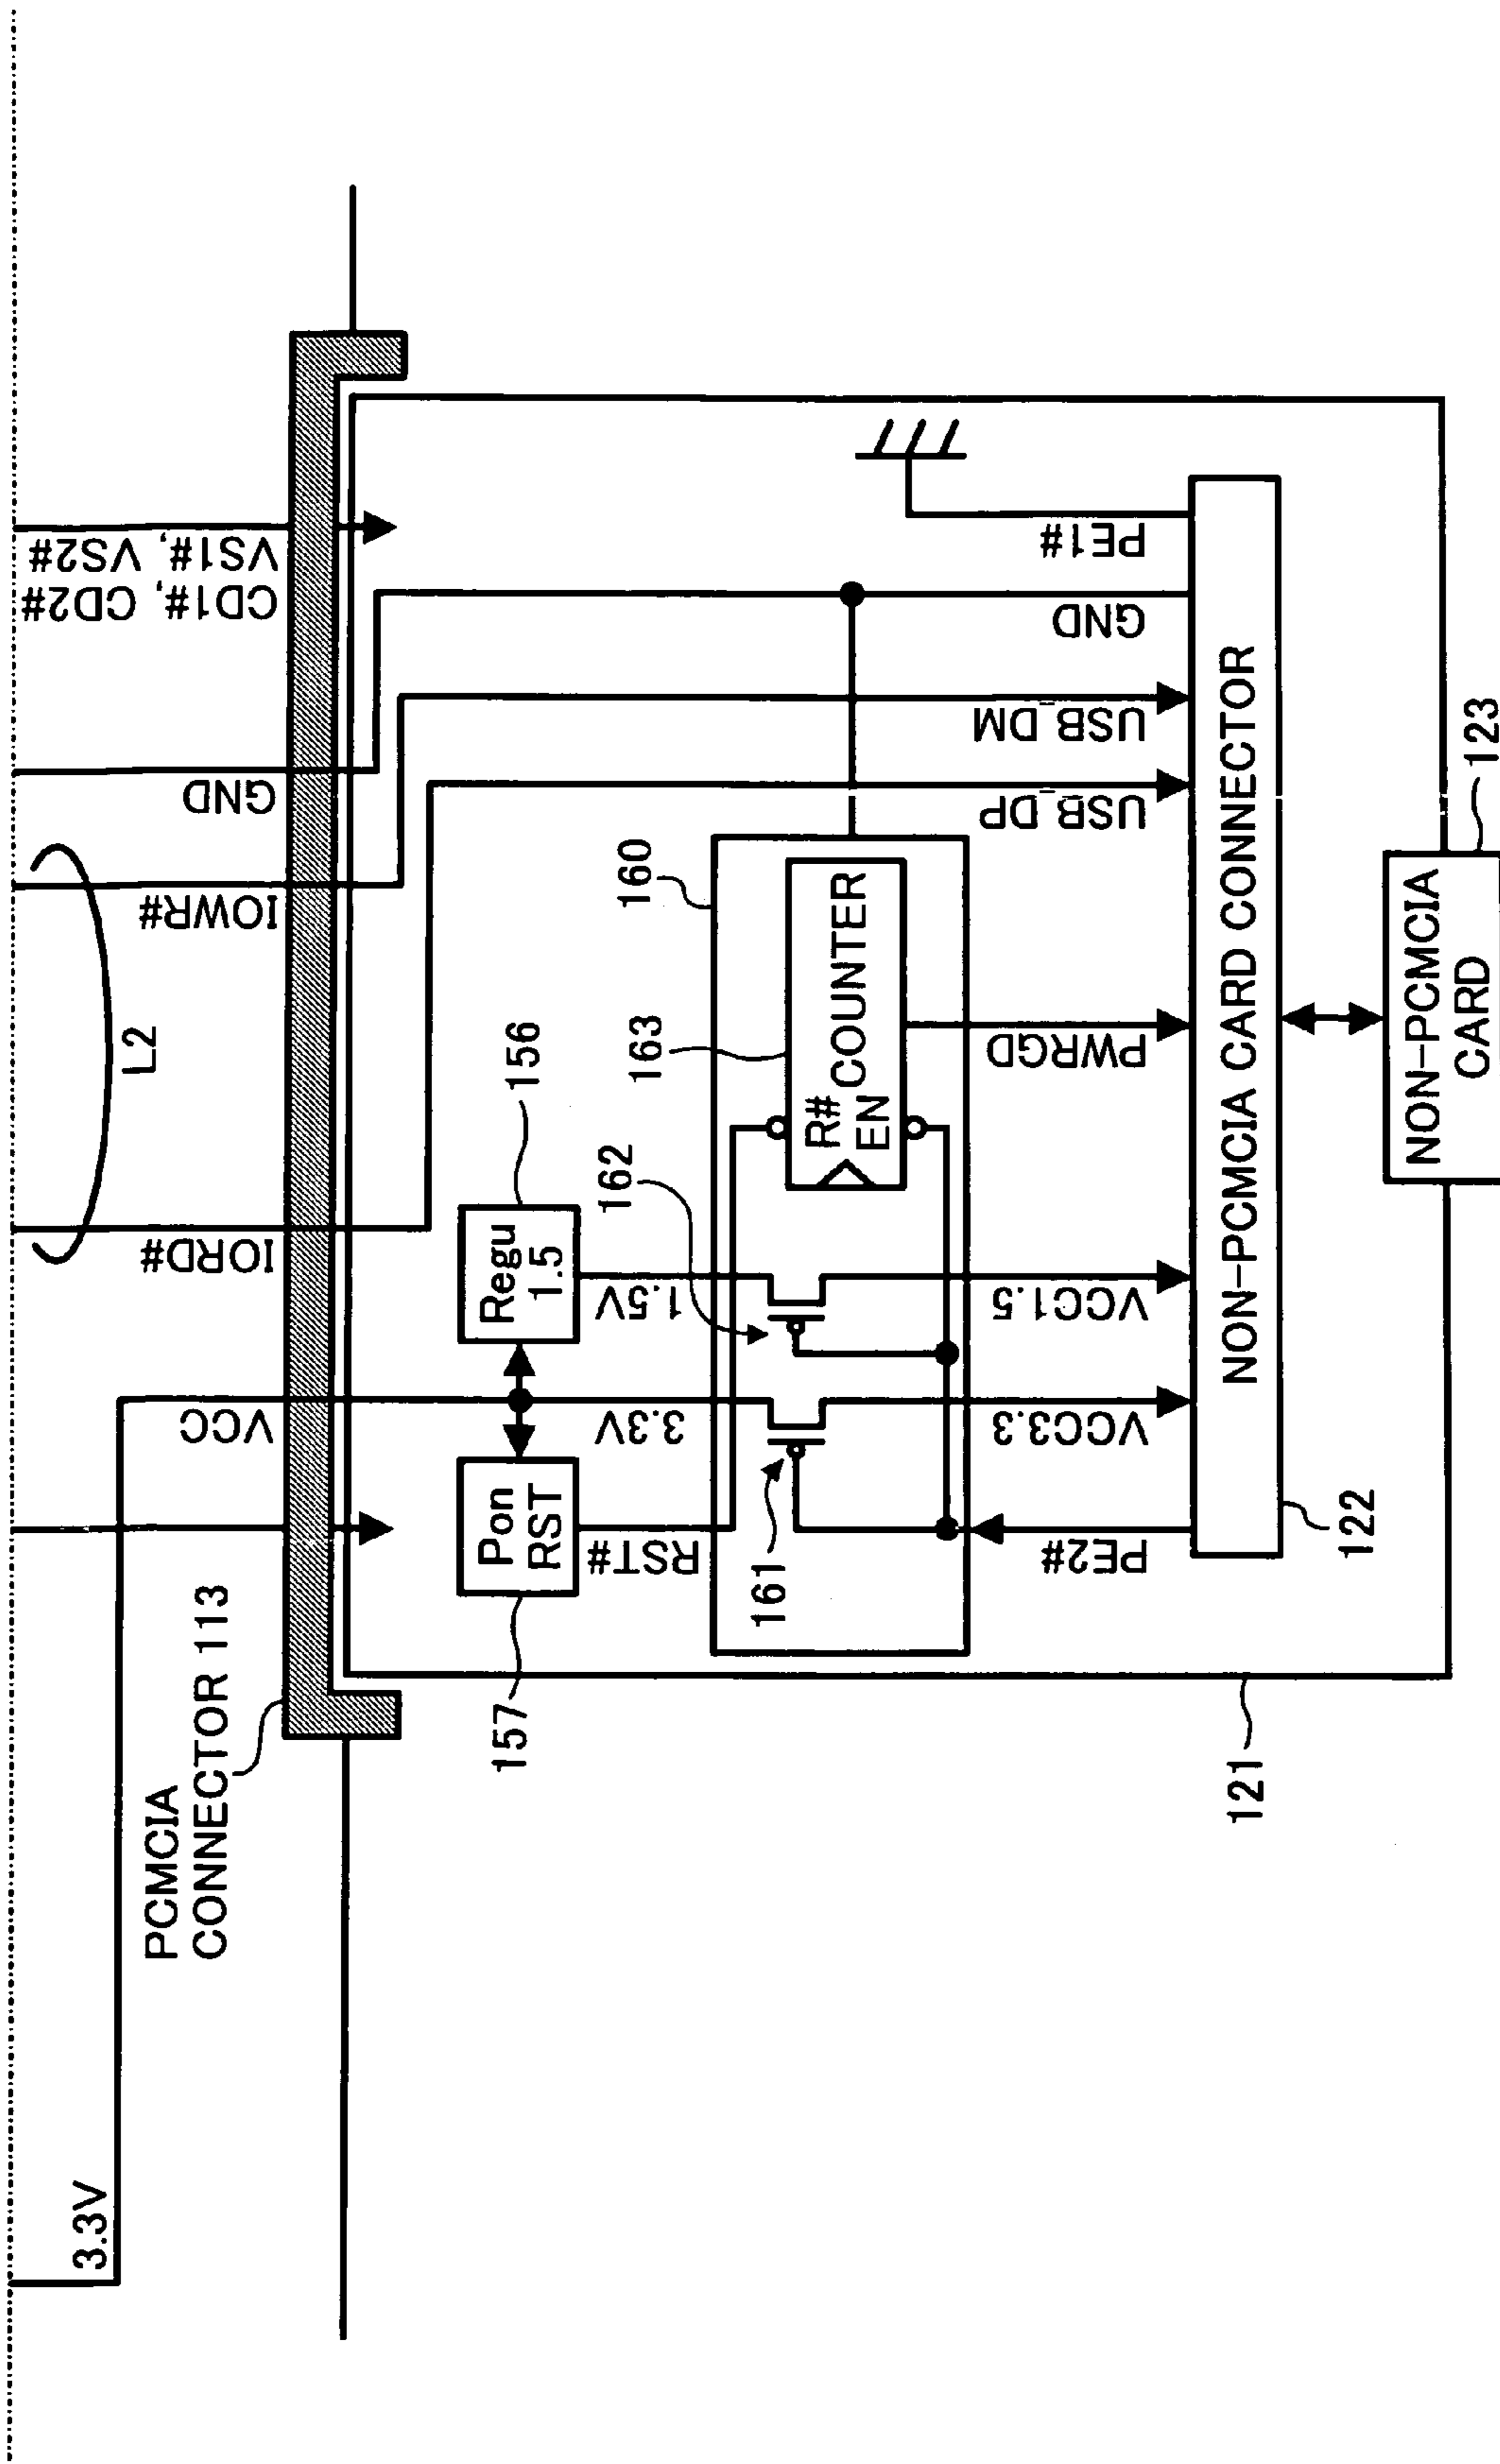 3.3V
PCMCIA
CONNECTOR 113
VCC
IORD#
L2
IOWR#
GND
CD1#, CD2#
VS1#, VS2#
157
Pon
RST
Regu
1.5
156
RST#
3.3V
1.5V
161
162
163
160
R#
EN
COUNTER
PE2#
VCC3.3
VCC1.5
PWRGD
USB_DP
USB_DM
GND
PE1#
NON-PCMCIA CARD CONNECTOR
121
122
NON-PCMCIA
CARD
123